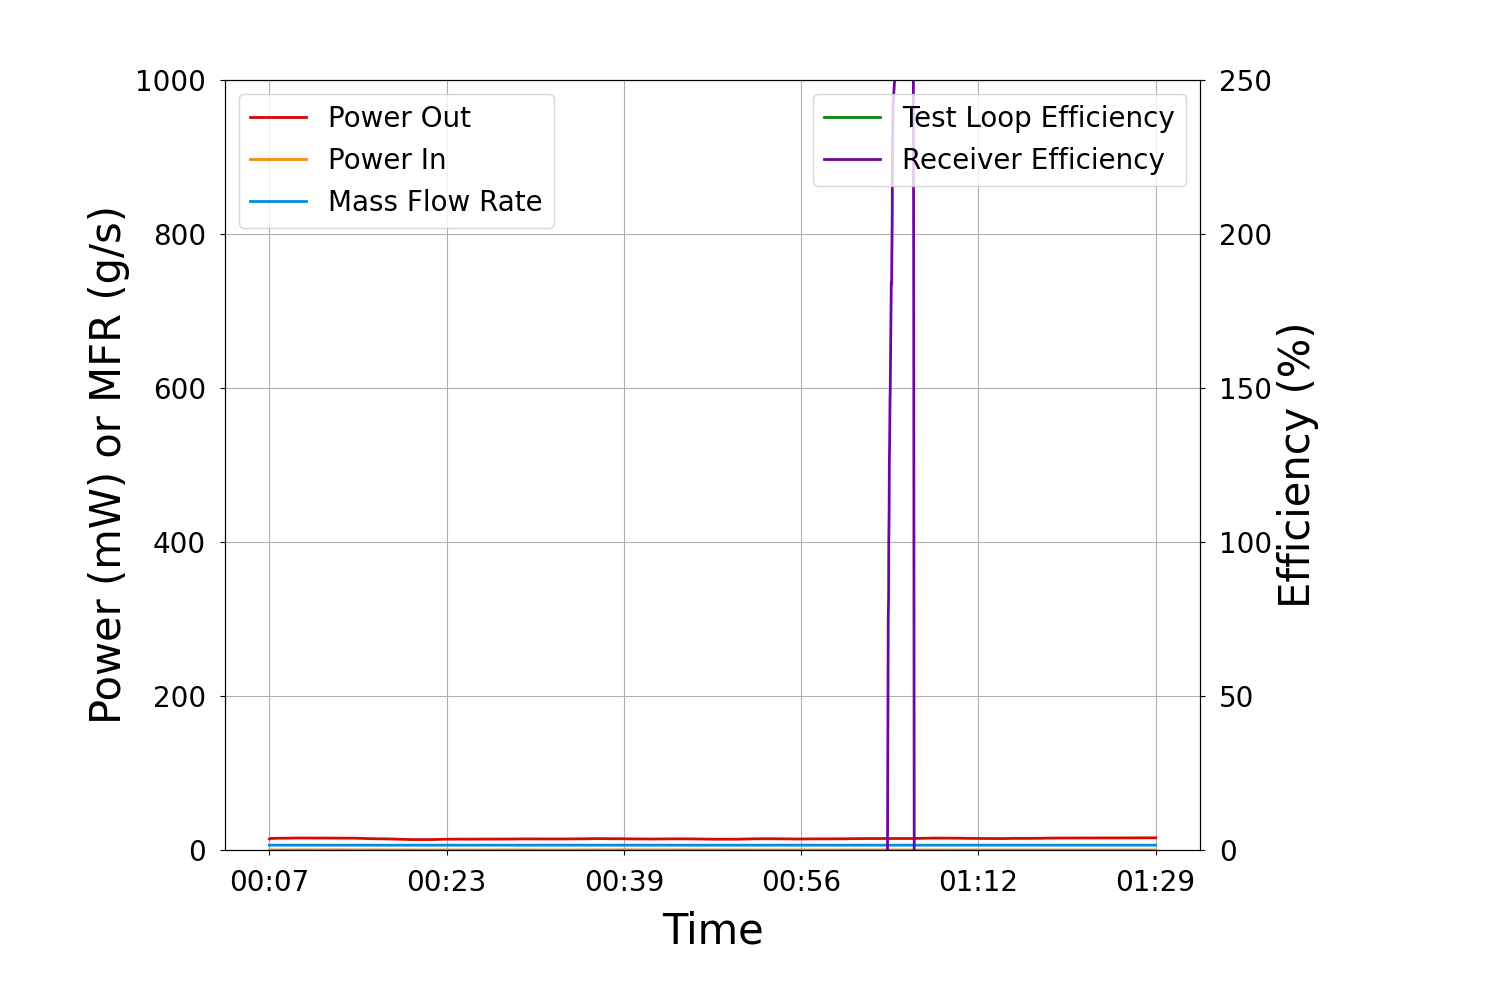 Power Out
Power In
Mass Flow Rate
Test Loop Efficiency
Receiver Efficiency
1000
800
600
400
200
0
250
200
150
100
50
0
Power (mW) or MFR (g/s)
Efficiency (%)
00:07
00:23
00:39
00:56
01:12
01:29
Time